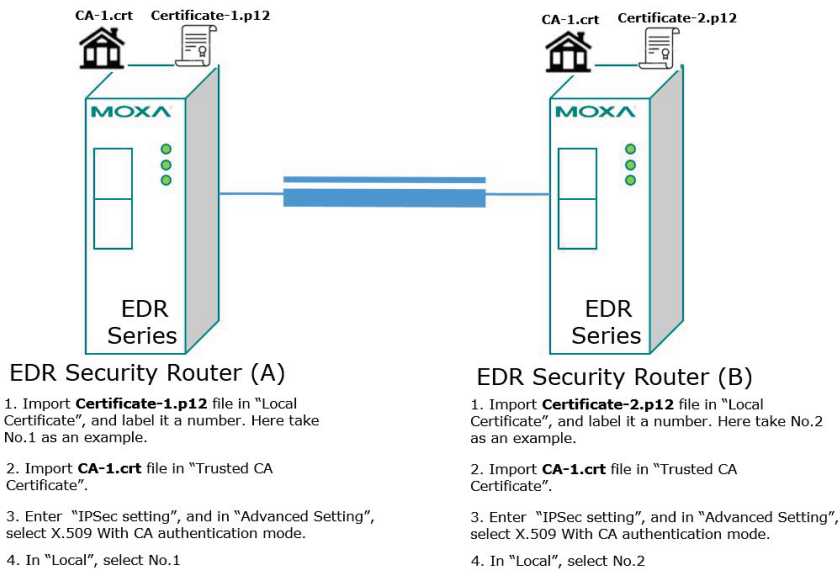 CA-1.crt Certificate-1.p12
MOXA
EDR
Series
EDR Security Router (A)
1. Import Certificate-1.p12 file in “Local
Certificate”, and label it a number. Here take
No.1 as an example.
2. Import CA-1.crt file in “Trusted CA
Certificate”.
3. Enter “IPSec setting”, and in “Advanced Setting”,
select X.509 With CA authentication mode.
4. In “Local”, select No.1
CA-1.crt Certificate-2.p12
MOXA
EDR
Series
EDR Security Router (B)
1. Import Certificate-2.p12 file in “Local
Certificate”, and label it a number. Here take No.2
as an example.
2. Import CA-1.crt file in “Trusted CA
Certificate”.
3. Enter “IPSec setting”, and in “Advanced Setting”,
select X.509 With CA authentication mode.
4. In “Local”, select No.2